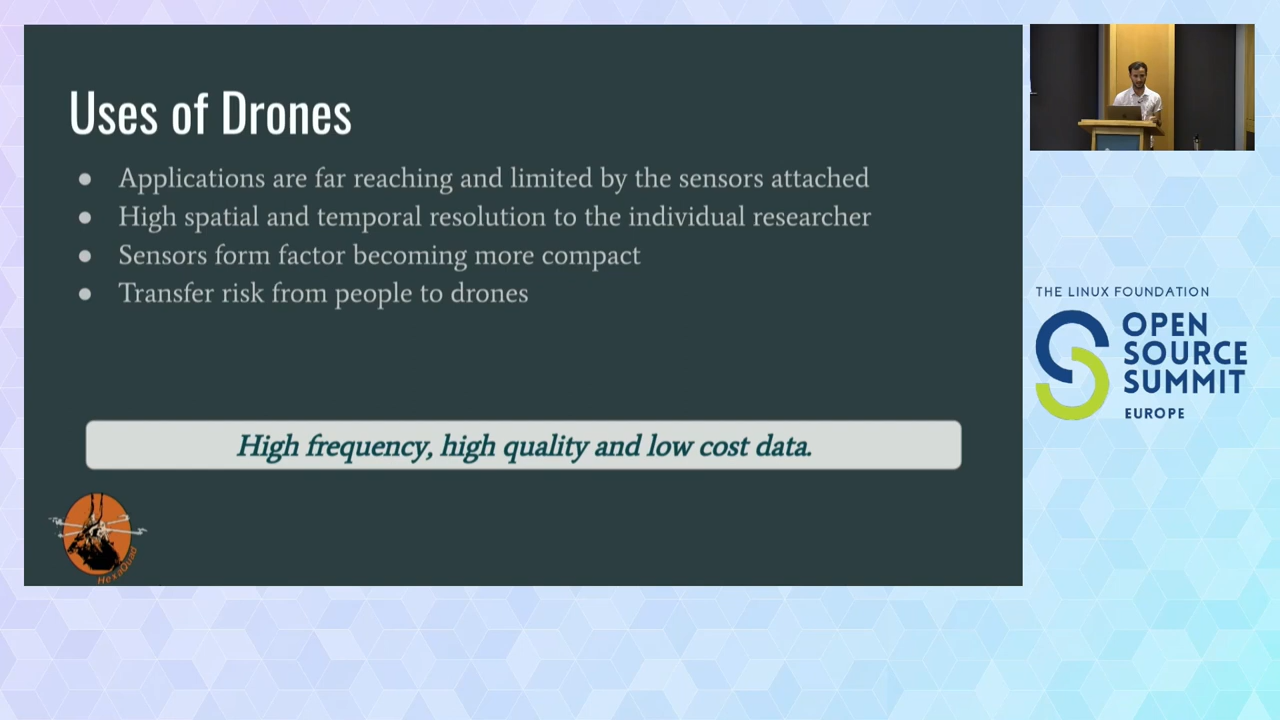 Uses of Drones
● Applications are far reaching and limited by the sensors attached
● High spatial and temporal resolution to the individual researcher
● Sensors form factor becoming more compact
● Transfer risk from people to drones
High frequency, high quality and low cost data.
HexaQuad
THE LINUX FOUNDATION
OPEN
SOURCE
SUMMIT
EUROPE